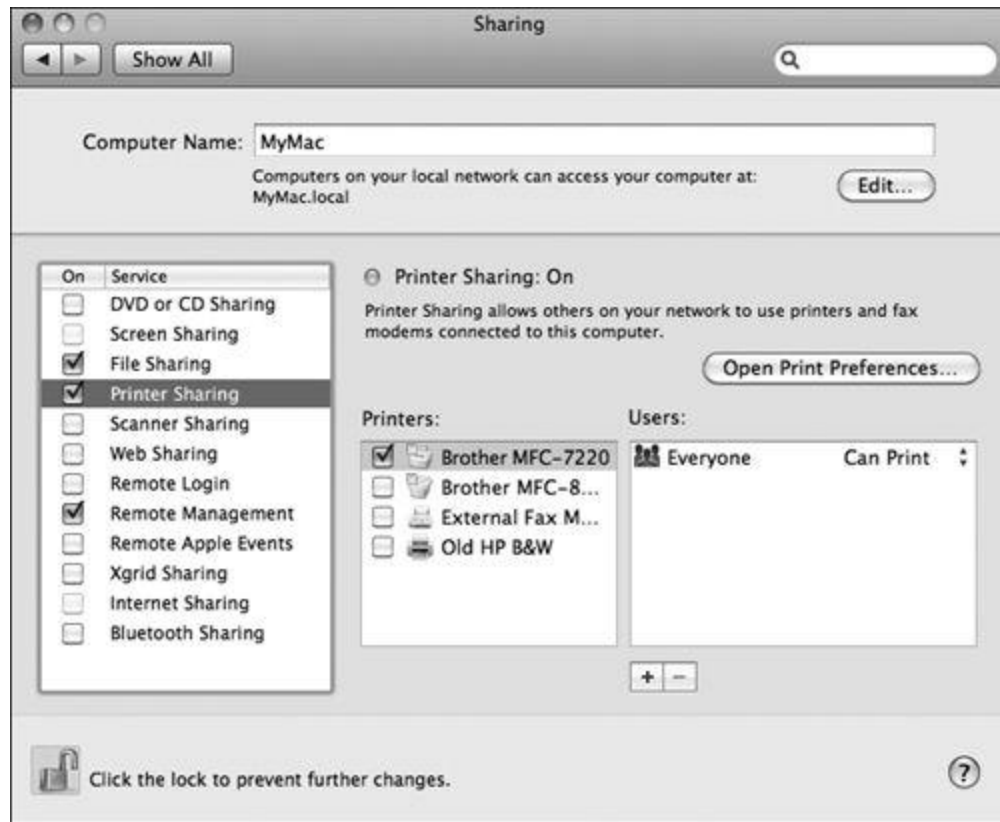 Sharing
Show All
Computer Name: MyMac
Computers on your local network can access your computer at:
MyMac.local
Edit...
On Service
DVD or CD Sharing
Screen Sharing
File Sharing
Printer Sharing
Scanner Sharing
Web Sharing
Remote Login
Remote Management
Remote Apple Events
Xgrid Sharing
Internet Sharing
Bluetooth Sharing
Printer Sharing: On
Printer Sharing allows others on your network to use printers and fax
modems connected to this computer.
Open Print Preferences...
Printers:
Brother MFC-7220
Brother MFC-8...
External Fax M...
Old HP B&W
Users:
Everyone Can Print
+ −
Click the lock to prevent further changes.
?